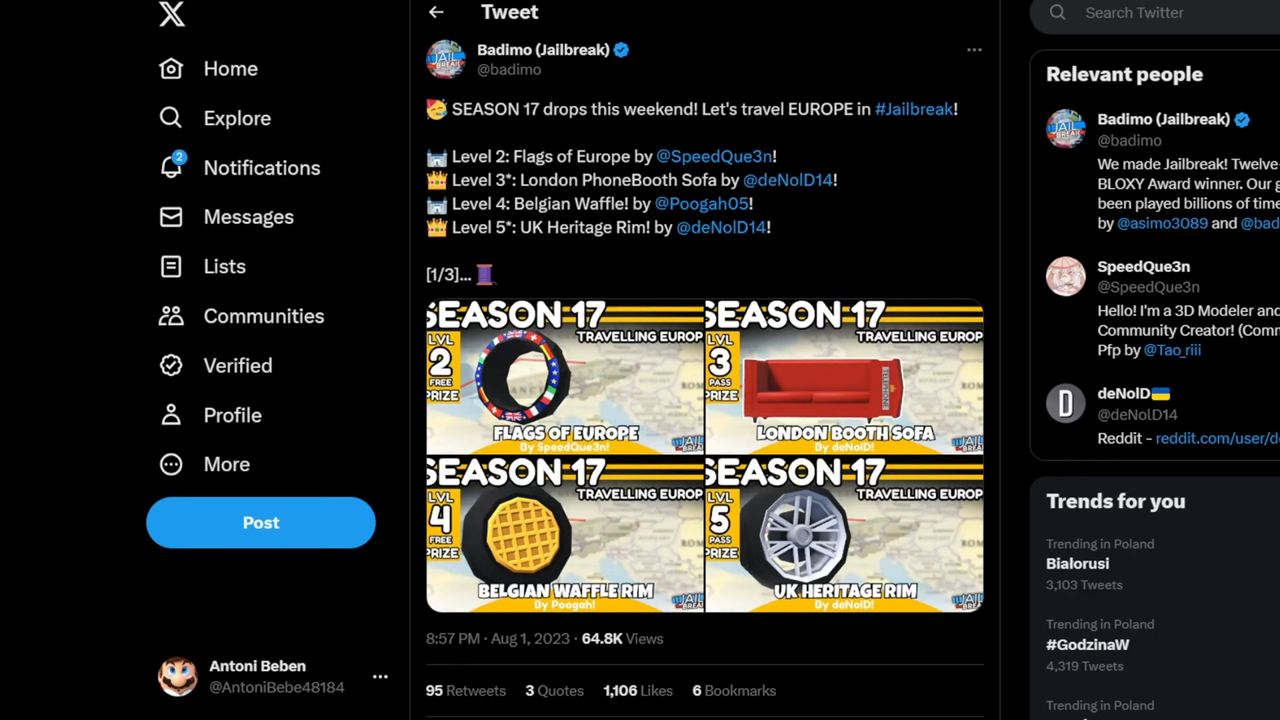 Tweet
Search Twitter
Home
Explore
2
Notifications
Messages
Lists
Communities
Verified
Profile
More
Post
Antoni Beben
@AntoniBebe48184
Badimo (Jailbreak)
@badimo
SEASON 17 drops this weekend! Let's travel EUROPE in #Jailbreak!
Level 2: Flags of Europe by @SpeedQue3n!
Level 3*: London PhoneBooth Sofa by @deNolD14!
Level 4: Belgian Waffle! by @Poogah05!
Level 5*: UK Heritage Rim! by @deNolD14!
[1/3]...
SEASON 17
TRAVELLING EUROP
LVL
2
FREE
PRIZE
FLAGS OF EUROPE
By SpeedQue3n!
SEASON 17
TRAVELLING EUROP
LVL
3
PASS
PRIZE
TELEPHONE
LONDON BOOTH SOFA
By deNolD!
SEASON 17
TRAVELLING EUROP
LVL
4
FREE
PRIZE
BELGIAN WAFFLE RIM
By Poogah!
SEASON 17
TRAVELLING EUROP
LVL
5
PASS
PRIZE
UK HERITAGE RIM
By deNolD!
8:57 PM · Aug 1, 2023 · 64.8K Views
95 Retweets 3 Quotes 1,106 Likes 6 Bookmarks
Relevant people
Badimo (Jailbreak)
@badimo
We made Jailbreak! Twelve-
BLOXY Award winner. Our g
been played billions of time
by @asimo3089 and @bad
SpeedQue3n
@SpeedQue3n
Hello! I'm a 3D Modeler and
Community Creator! (Comm
Pfp by @Tao_riii
D
deNolD
@deNolD14
Reddit - reddit.com/user/de
Trends for you
Trending in Poland
Bialorusi
3,103 Tweets
Trending in Poland
#GodzinaW
4,319 Tweets
Trending in Poland